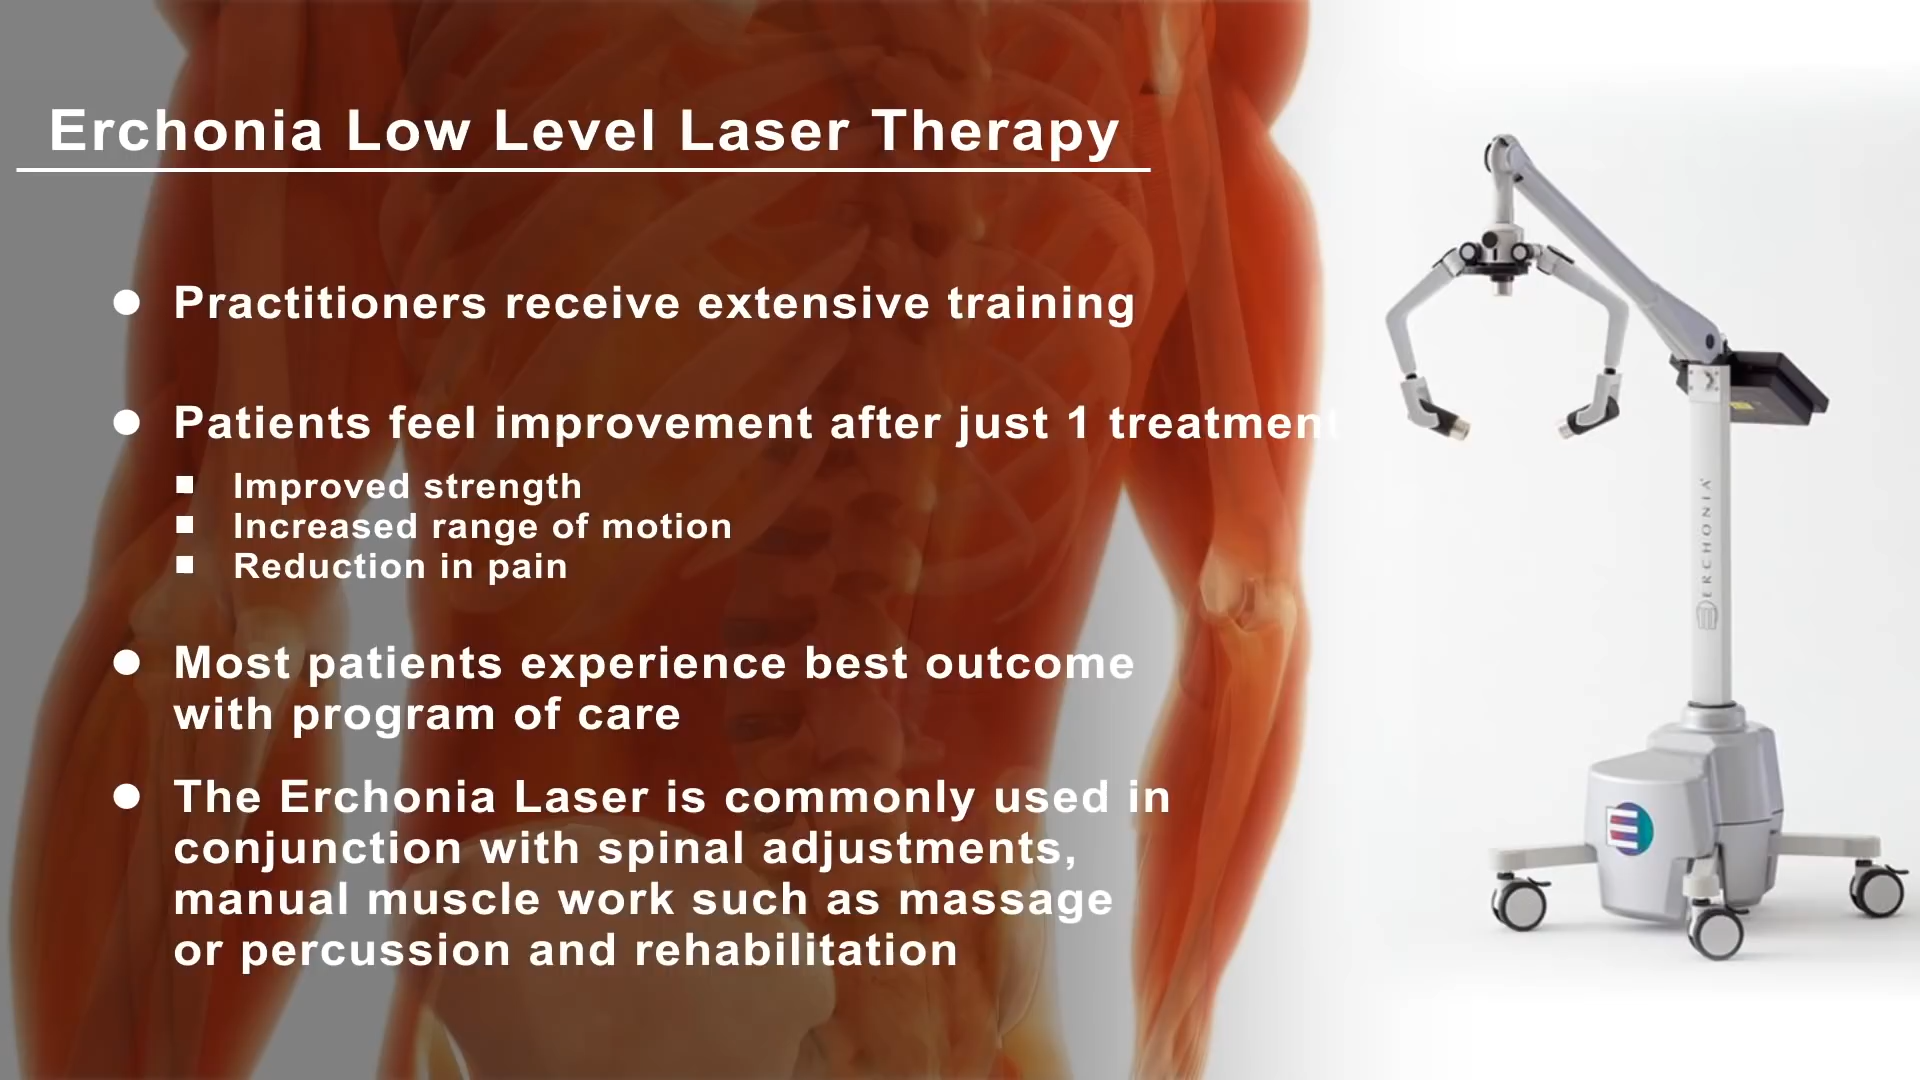 Erchonia Low Level Laser Therapy
● Practitioners receive extensive training
● Patients feel improvement after just 1 treatment
■ Improved strength
■ Increased range of motion
■ Reduction in pain
● Most patients experience best outcome
with program of care
● The Erchonia Laser is commonly used in
conjunction with spinal adjustments,
manual muscle work such as massage
or percussion and rehabilitation
ERCHONIA